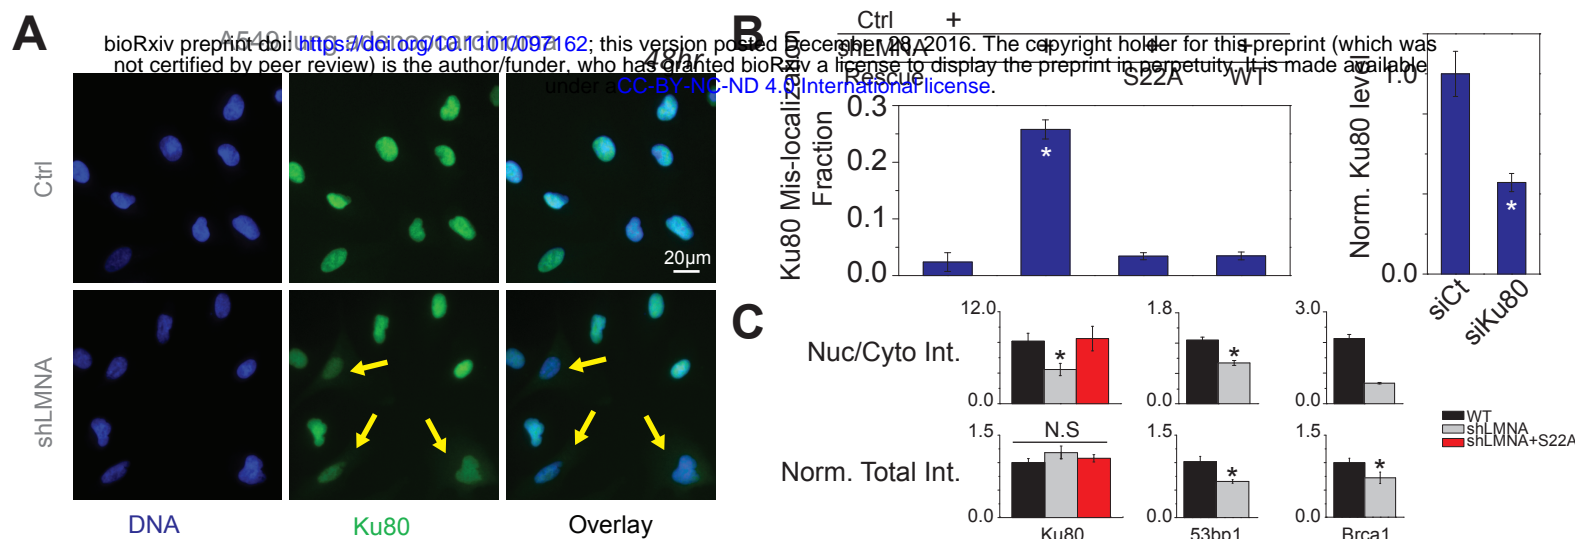 A
A549 lung adenocarcinoma
48hr
bioRxiv preprint doi: https://doi.org/10.1101/097162; this version posted December 28, 2016. The copyright holder for this preprint (which was
not certified by peer review) is the author/funder, who has granted bioRxiv a license to display the preprint in perpetuity. It is made available
under aCC-BY-NC-ND 4.0 International license.
Ctrl
shLMNA
20μm
DNA
Ku80
Overlay
B
Ctrl +
shLMNA + + +
Rescue S22A WT
Ku80 Mis-localization
Fraction
0.3
0.2
0.1
0.0
*
Norm. Ku80 level
1.0
0.0
*
siCt
siKu80
C
Nuc/Cyto Int.
12.0
0.0
*
1.8
0.0
*
3.0
0.0
Norm. Total Int.
1.5
0.0
N.S
Ku80
1.5
0.0
*
53bp1
1.5
0.0
*
Brca1
WT
shLMNA
shLMNA+S22A